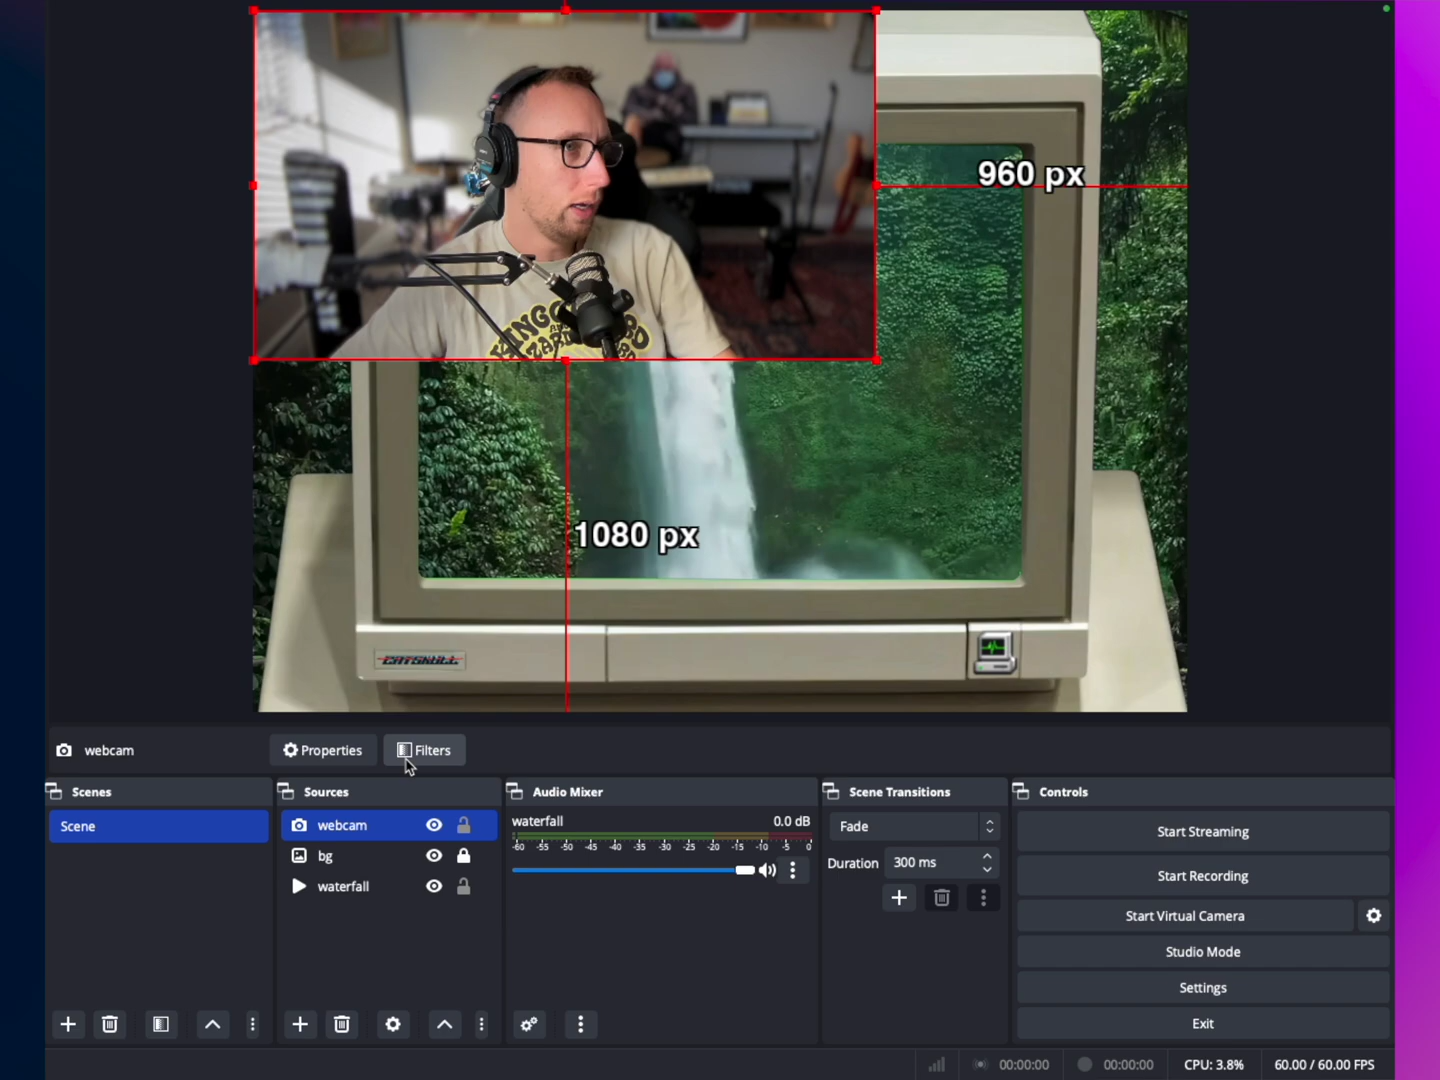 960 px
1080 px
CATSKULL
webcam
Properties
Filters
Scenes
Scene
Sources
webcam
bg
waterfall
Audio Mixer
waterfall
0.0 dB
-60 -55 -50 -45 -40 -35 -30 -25 -20 -15 -10 -5 0
Scene Transitions
Fade
Duration
300 ms
Controls
Start Streaming
Start Recording
Start Virtual Camera
Studio Mode
Settings
Exit
00:00:00
00:00:00
CPU: 3.8%
60.00 / 60.00 FPS